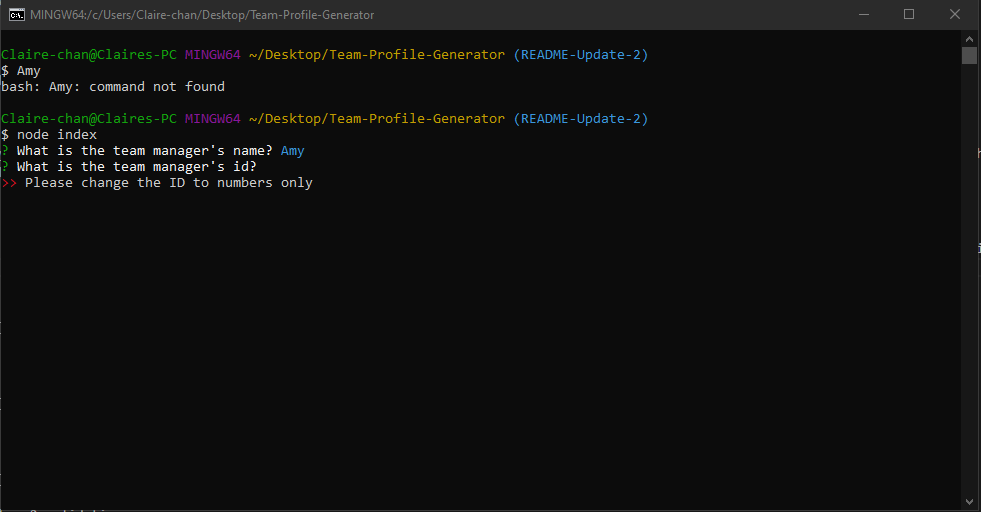 MINGW64:/c/Users/Claire-chan/Desktop/Team-Profile-Generator
Claire-chan@Claires-PC MINGW64 ~/Desktop/Team-Profile-Generator (README-Update-2)
$ Amy
bash: Amy: command not found
Claire-chan@Claires-PC MINGW64 ~/Desktop/Team-Profile-Generator (README-Update-2)
$ node index
? What is the team manager's name? Amy
? What is the team manager's id?
>> Please change the ID to numbers only